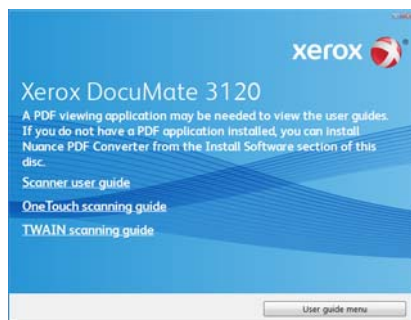 xerox
Xerox DocuMate 3120
A PDF viewing application may be needed to view the user guides.
If you do not have a PDF application installed, you can install
Nuance PDF Converter from the Install Software section of this
disc.
Scanner user guide
OneTouch scanning guide
TWAIN scanning guide
User guide menu